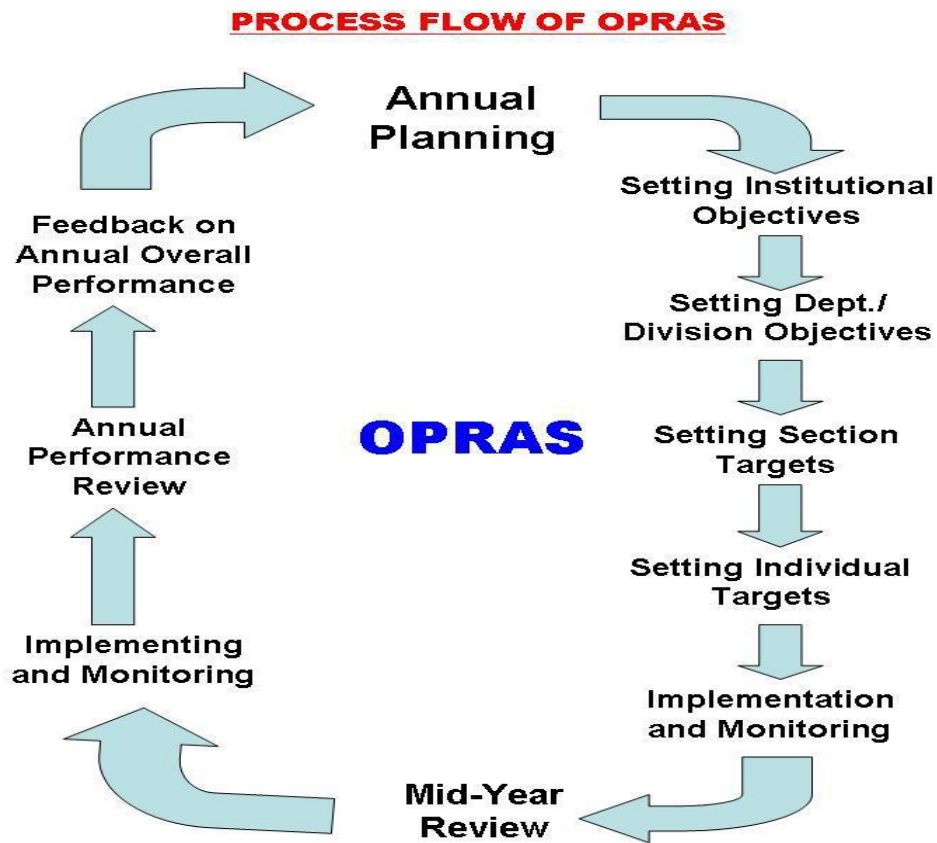 PROCESS FLOW OF OPRAS
Annual
Planning
Setting Institutional
Objectives
Setting Dept./
Division Objectives
Setting Section
Targets
Setting Individual
Targets
Implementation
and Monitoring
Mid-Year
Review
Implementing
and Monitoring
Annual
Performance
Review
Feedback on
Annual Overall
Performance
OPRAS